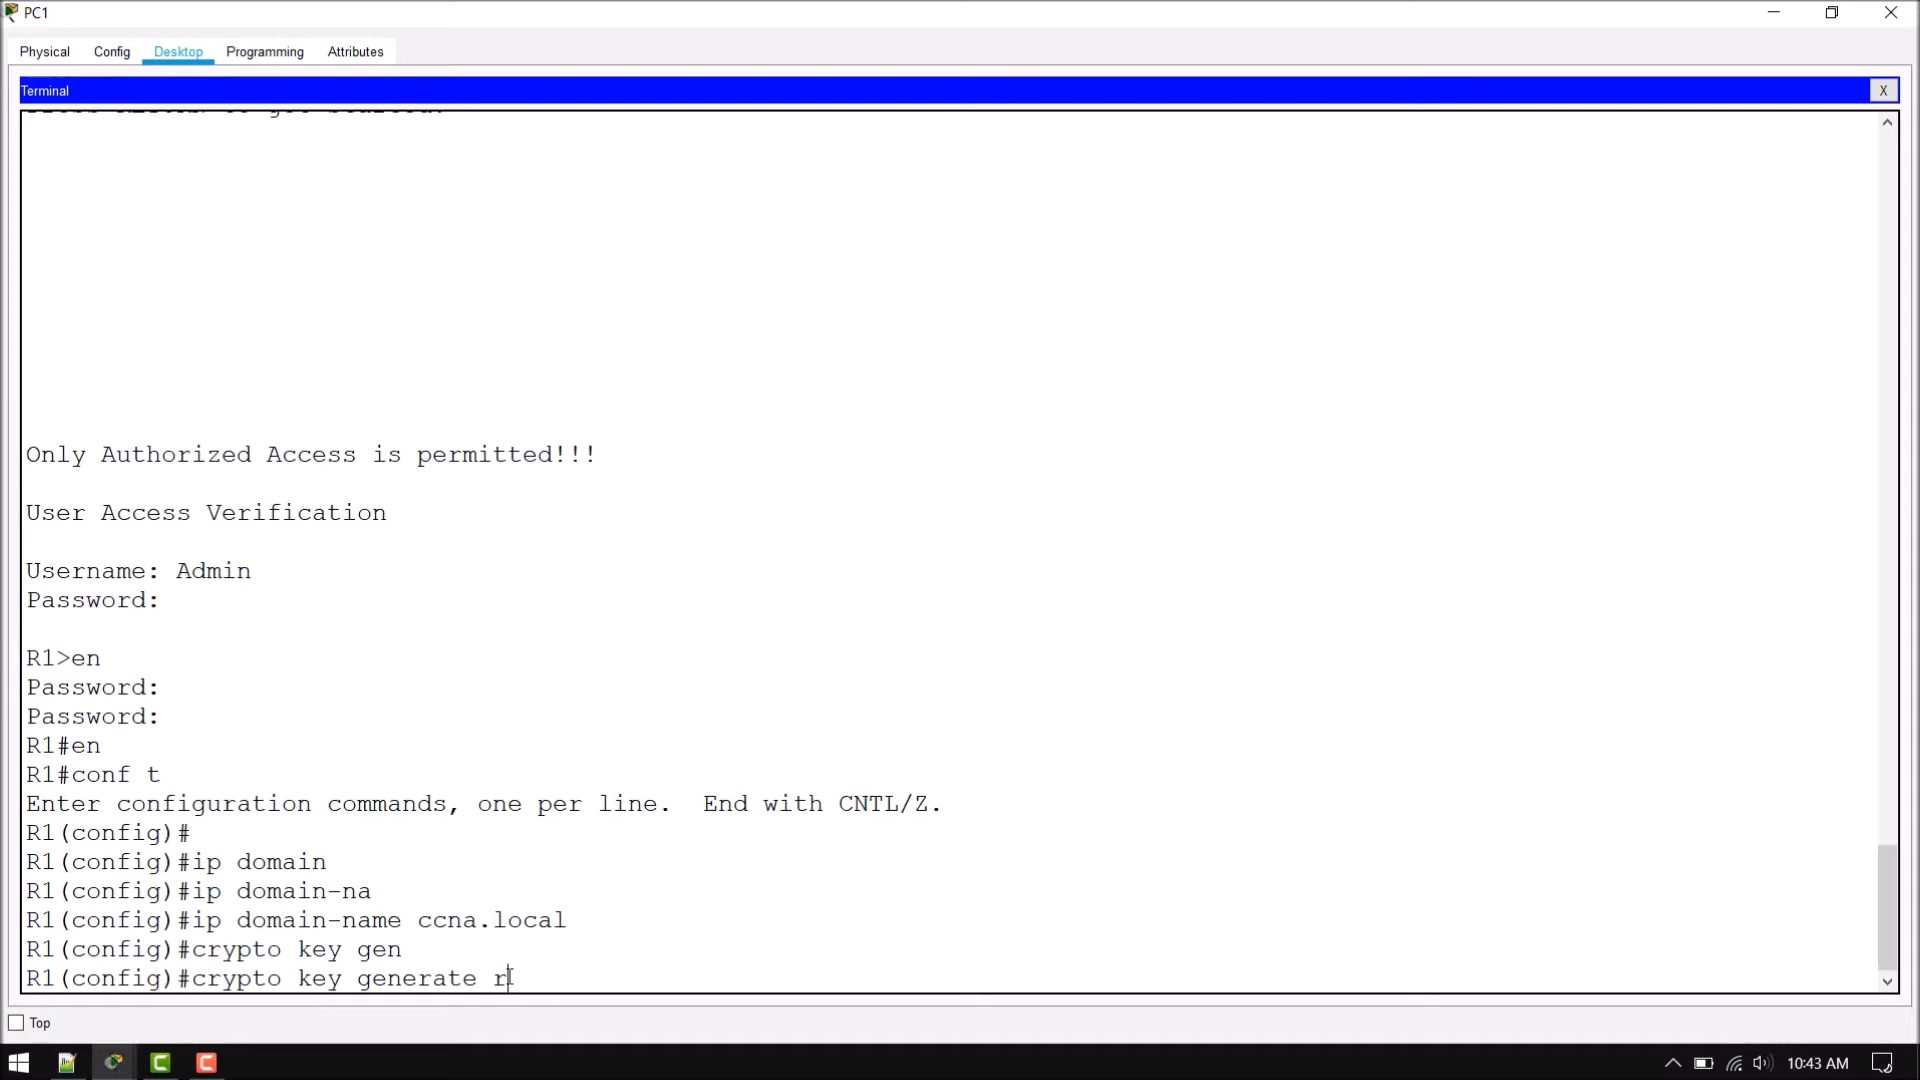 PC1
Physical Config Desktop Programming Attributes
Terminal
X
Only Authorized Access is permitted!!!
User Access Verification
Username: Admin
Password:
R1>en
Password:
Password:
R1#en
R1#conf t
Enter configuration commands, one per line.  End with CNTL/Z.
R1(config)#
R1(config)#ip domain
R1(config)#ip domain-na
R1(config)#ip domain-name ccna.local
R1(config)#crypto key gen
R1(config)#crypto key generate r
Top
10:43 AM